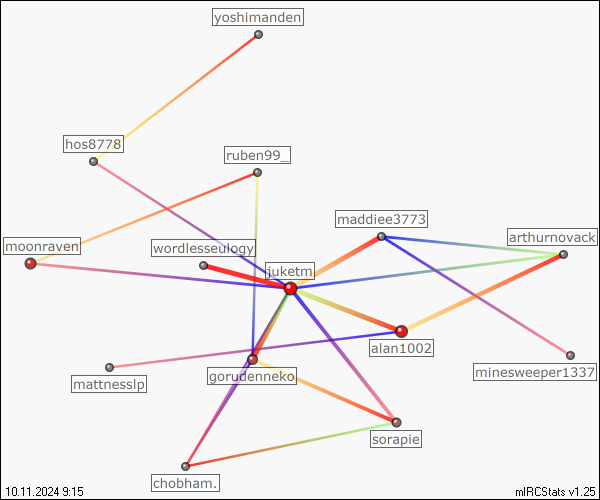 yoshimanden
hos8778
ruben99_
maddiee3773
arthurnovack
moonraven
wordlesseulogy
juketm
alan1002
minesweeper1337
gorudenneko
mattnesslp
sorapie
chobham.
10.11.2024 9:15
mIRCStats v1.25